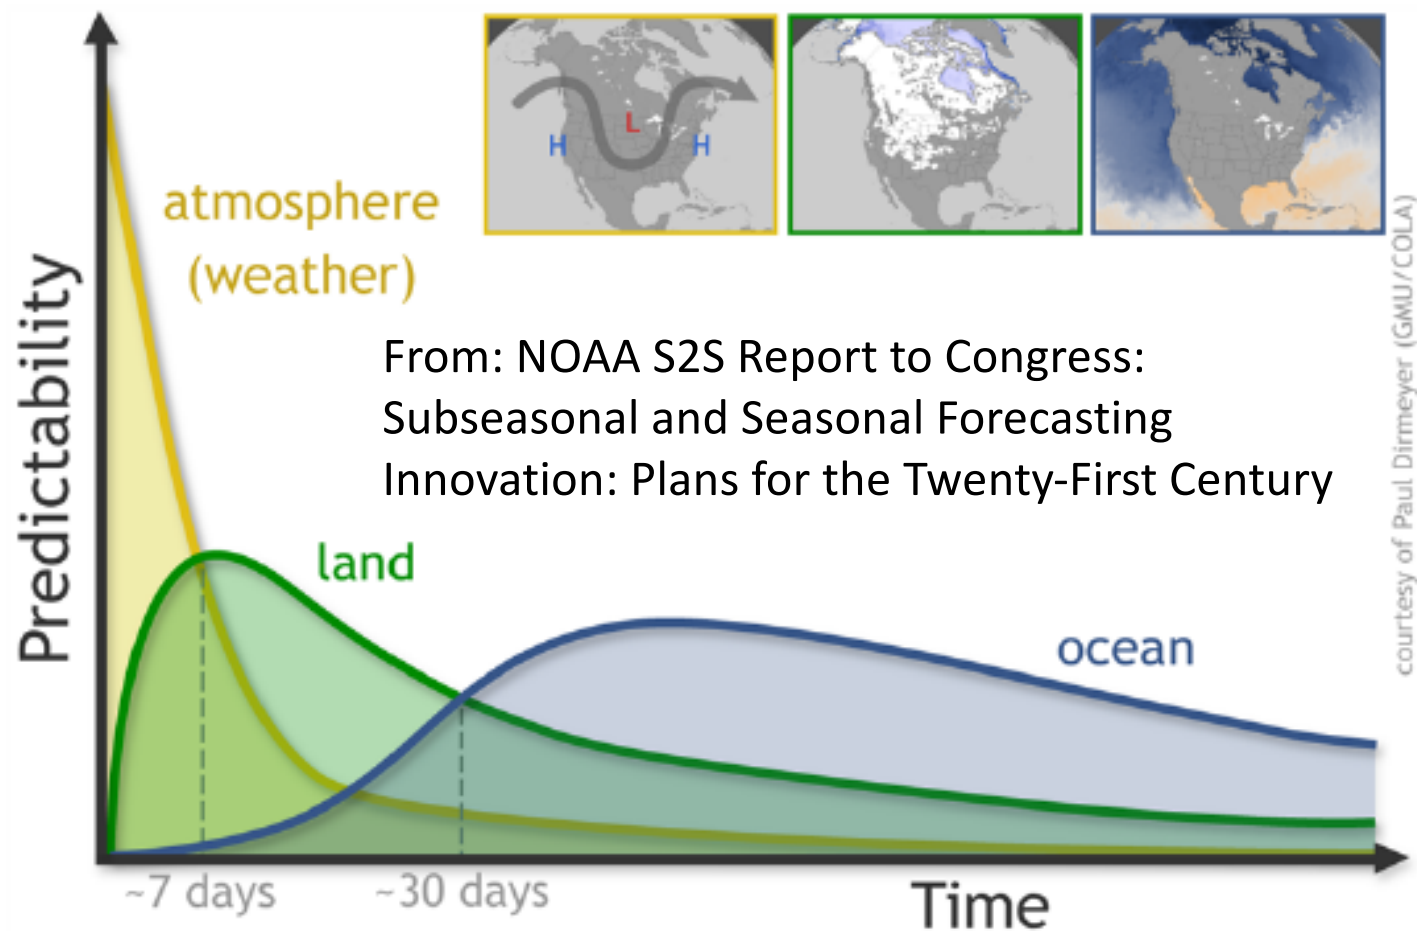 H
L
H
atmosphere
(weather)
From: NOAA S2S Report to Congress:
Subseasonal and Seasonal Forecasting
Innovation: Plans for the Twenty-First Century
land
ocean
Predictability
~7 days
~30 days
Time
courtesy of Paul Dirmeyer (GMU/COLA)